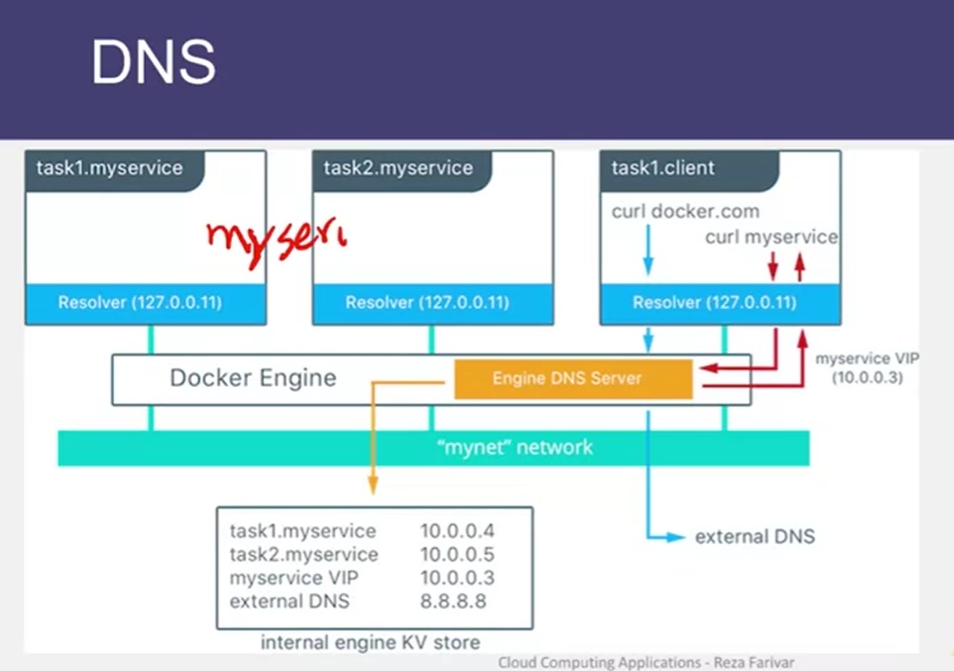 DNS
task1.myservice
task2.myservice
task1.client
curl docker.com
curl myservice
myseri
Resolver (127.0.0.11)
Resolver (127.0.0.11)
Resolver (127.0.0.11)
myservice VIP
(10.0.0.3)
Docker Engine
Engine DNS Server
“mynet” network
external DNS
task1.myservice 10.0.0.4
task2.myservice 10.0.0.5
myservice VIP 10.0.0.3
external DNS 8.8.8.8
internal engine KV store
Cloud Computing Applications - Reza Farivar